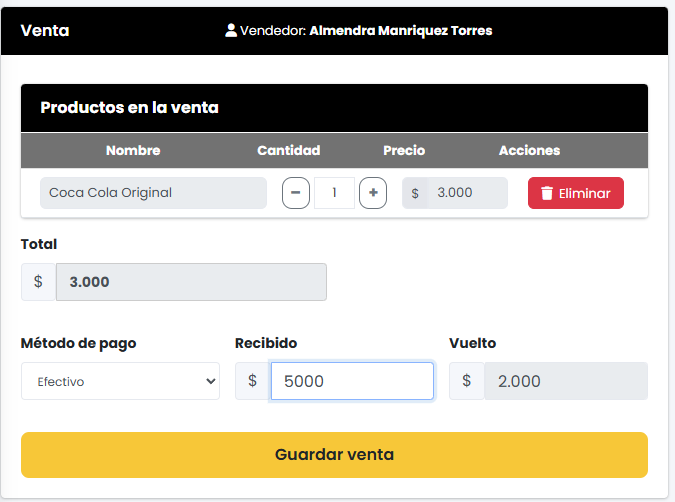 Venta Vendedor: Almendra Manriquez Torres
Productos en la venta
Nombre Cantidad Precio Acciones
Coca Cola Original − 1 + $ 3.000 Eliminar
Total
$ 3.000
Método de pago Recibido Vuelto
Efectivo $ 5000 $ 2.000
Guardar venta